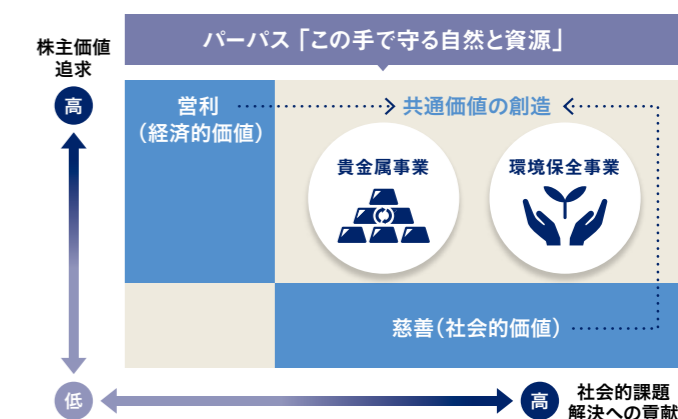 パーパス「この手で守る自然と資源」
株主価値
追求
高
営利
(経済的価値)
共通価値の創造
貴金属事業
環境保全事業
慈善(社会的価値)
低
高
社会的課題
解決への貢献